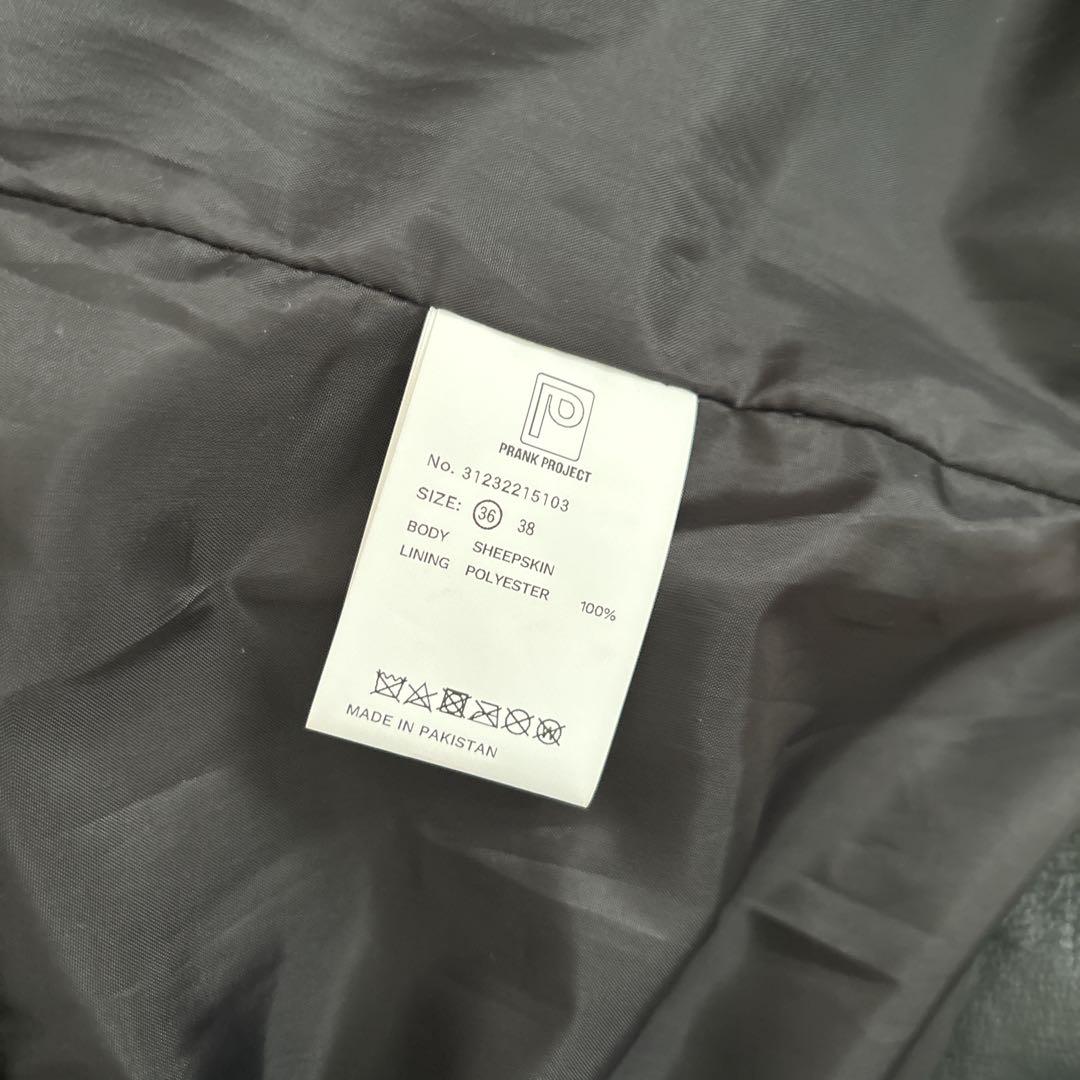 P
PRANK PROJECT
No. 31232215103
SIZE: 36 38
BODY SHEEPSKIN
LINING POLYESTER 100%
W
MADE IN PAKISTAN